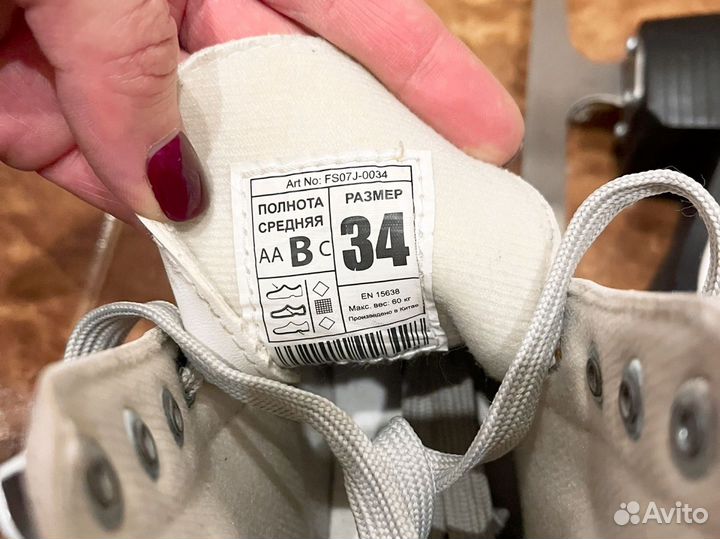 Art No: FS07J-0034
ПОЛНОТА
СРЕДНЯЯ
AA B C
РАЗМЕР
34
EN 15638
Макс. вес: 60 кг
Произведено в Китае
Avito